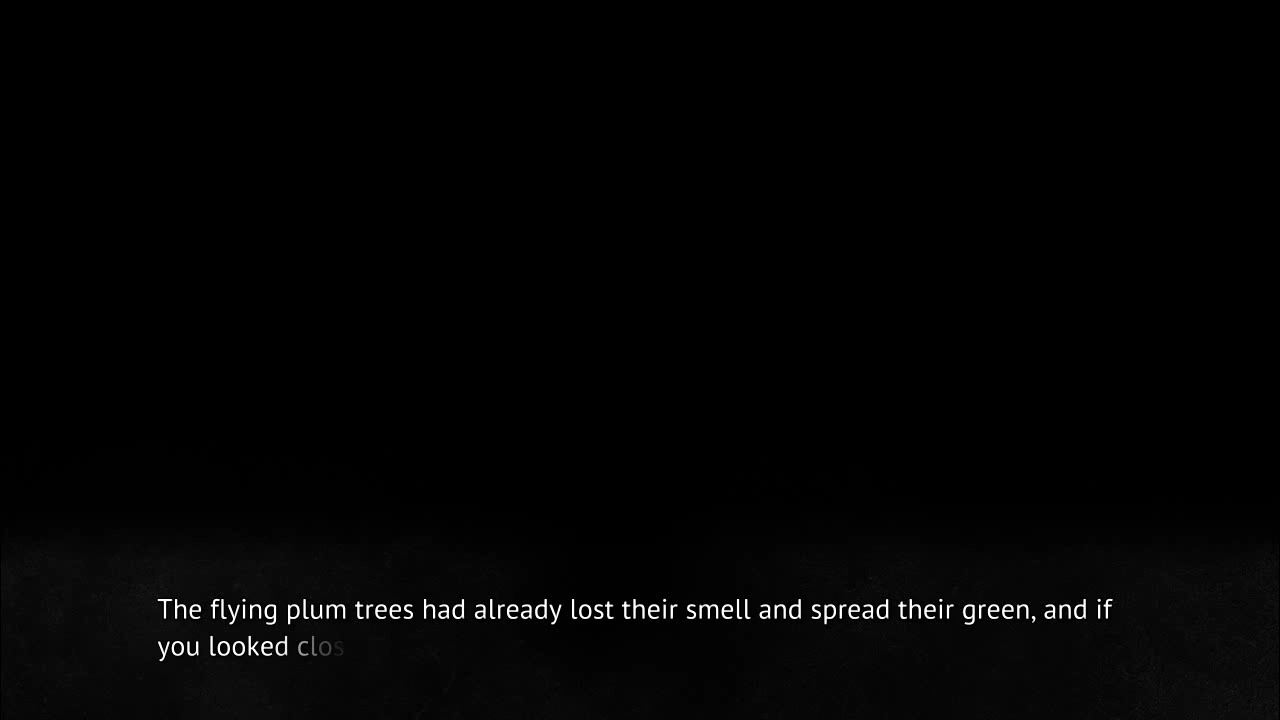 The flying plum trees had already lost their smell and spread their green, and if
you looked clos